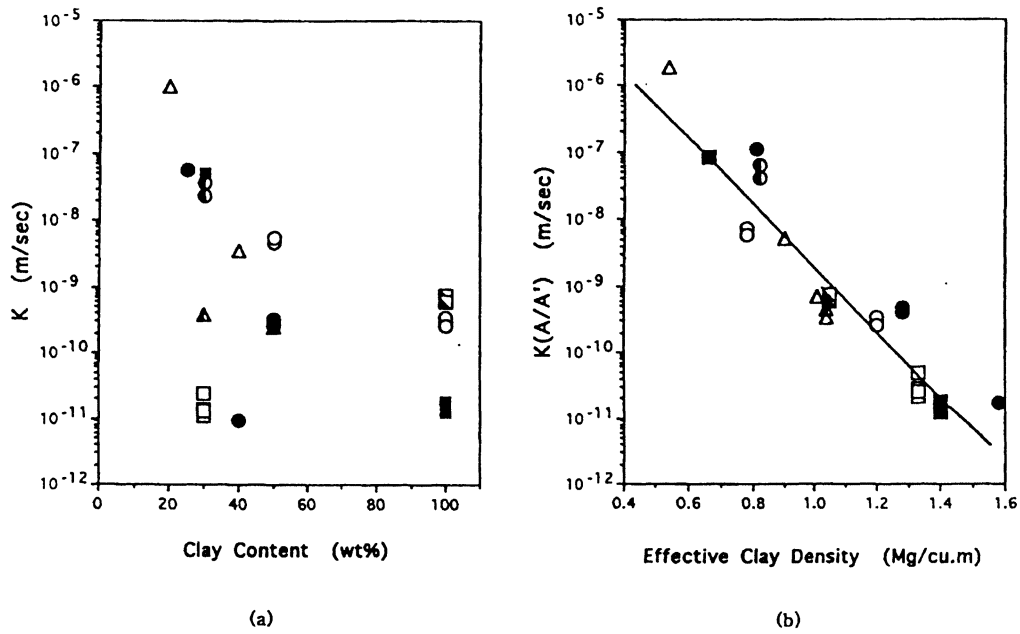 10⁻⁵
10⁻⁶
10⁻⁷
10⁻⁸
10⁻⁹
10⁻¹⁰
10⁻¹¹
10⁻¹²
K (m/sec)
0 20 40 60 80 100
Clay Content (wt%)
(a)
10⁻⁵
10⁻⁶
10⁻⁷
10⁻⁸
10⁻⁹
10⁻¹⁰
10⁻¹¹
10⁻¹²
K(A/A') (m/sec)
0.4 0.6 0.8 1.0 1.2 1.4 1.6
Effective Clay Density (Mg/cu.m)
(b)